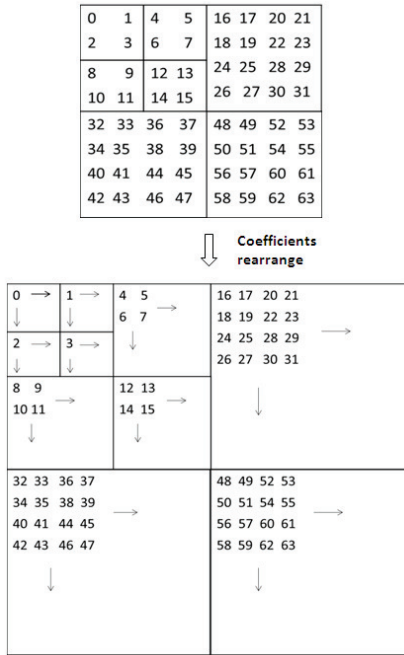 0 1 4 5 16 17 20 21
2 3 6 7 18 19 22 23
8 9 12 13 24 25 28 29
10 11 14 15 26 27 30 31
32 33 36 37 48 49 52 53
34 35 38 39 50 51 54 55
40 41 44 45 56 57 60 61
42 43 46 47 58 59 62 63
Coefficients
rearrange
0 1 4 5 16 17 20 21
6 7 18 19 22 23
2 3 24 25 28 29
26 27 30 31
8 9 12 13
10 11 14 15
32 33 36 37 48 49 52 53
34 35 38 39 50 51 54 55
40 41 44 45 56 57 60 61
42 43 46 47 58 59 62 63